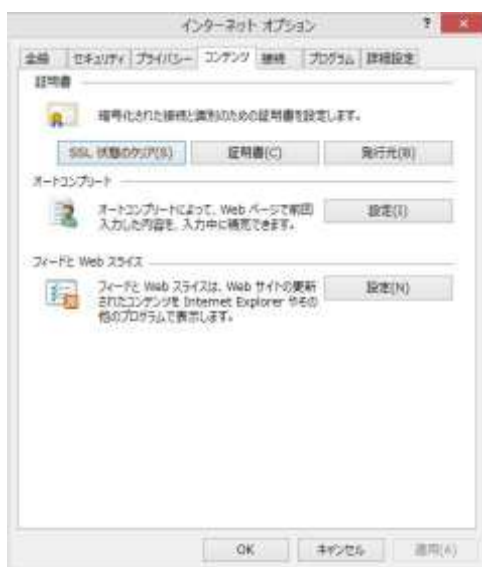 インターネット オプション
全般 セキュリティ プライバシー コンテンツ 接続 プログラム 詳細設定
証明書
暗号化された接続と識別のための証明書を設定します。
SSL 状態のクリア(S) 証明書(C) 発行元(B)
オートコンプリート
オートコンプリートによって、Web ページで前回 設定(I)
入力した内容を、入力中に補完できます。
フィードと Web スライス
フィードと Web スライスは、Web サイトの更新 設定(N)
されたコンテンツを Internet Explorer やその
他のプログラムで表示します。
OK キャンセル 適用(A)